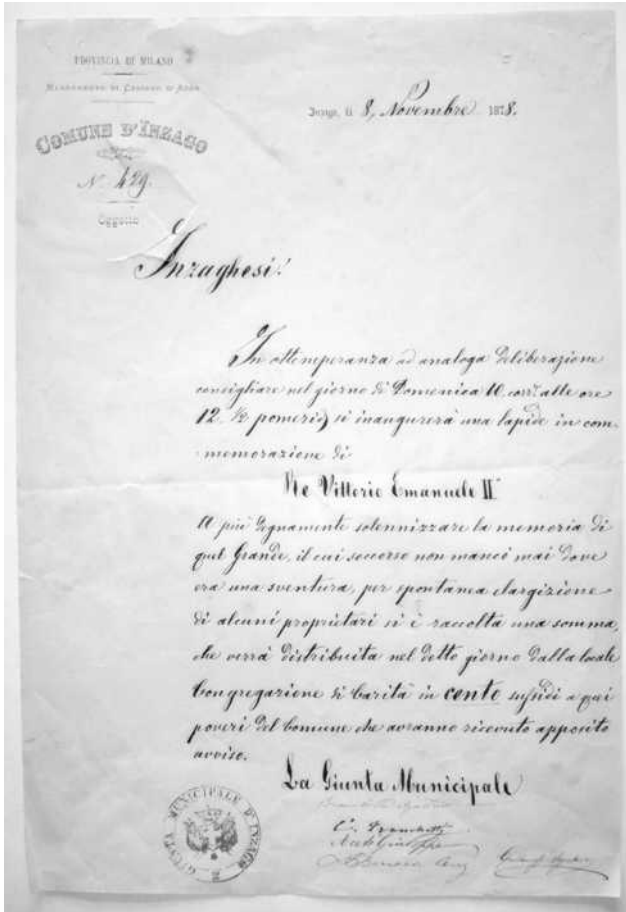 PROVINCIA DI MILANO
MANDAMENTO DI CASSANO D'ADDA
COMUNE D'INZAGO
N.° 429.
Oggetto
Inzago, li 8, Novembre 1878.
Inzaghesi!
In ottemperanza ad analoga deliberazione
consigliare nel giorno di Domenica 10 corr.te alle ore
12 ½ pomerid) si inaugurerà una lapide in com-
memorazione di
Re Vittorio Emanuele II°
A più degnamente solennizzare la memoria di
quel Grande, il cui soccorso non mancò mai dove
era una sventura, per spontanea elargizione
di alcuni proprietari si è raccolta una somma,
che verrà distribuita nel detto giorno dalla locale
Congregazione di Carità in cento sussidi a quei
poveri del Comune che avranno ricevuto apposito
avviso.
La Giunta Municipale
GIUNTA MUNICIPALE D'INZAGO